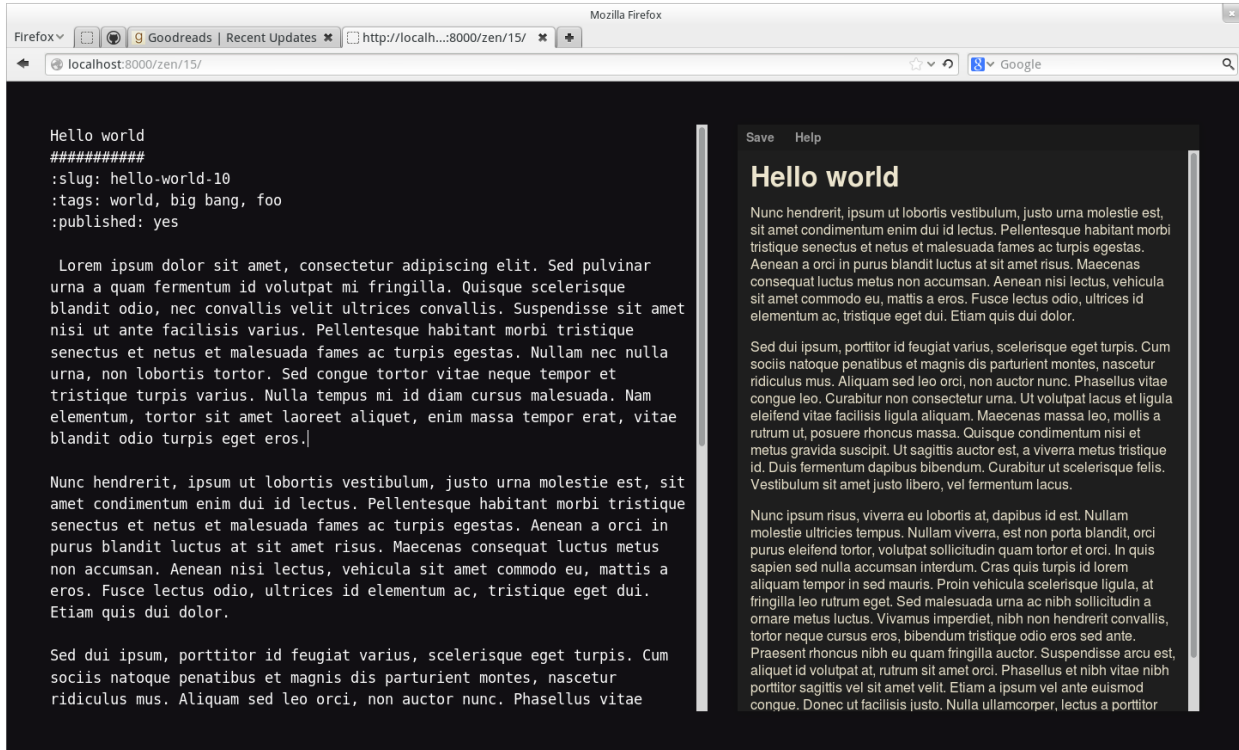 Mozilla Firefox
Firefox
g Goodreads | Recent Updates
http://localh...:8000/zen/15/
localhost:8000/zen/15/
Google
Hello world
###########
:slug: hello-world-10
:tags: world, big bang, foo
:published: yes
Lorem ipsum dolor sit amet, consectetur adipiscing elit. Sed pulvinar
urna a quam fermentum id volutpat mi fringilla. Quisque scelerisque
blandit odio, nec convallis velit ultrices convallis. Suspendisse sit amet
nisi ut ante facilisis varius. Pellentesque habitant morbi tristique
senectus et netus et malesuada fames ac turpis egestas. Nullam nec nulla
urna, non lobortis tortor. Sed congue tortor vitae neque tempor et
tristique turpis varius. Nulla tempus mi id diam cursus malesuada. Nam
elementum, tortor sit amet laoreet aliquet, enim massa tempor erat, vitae
blandit odio turpis eget eros.
Nunc hendrerit, ipsum ut lobortis vestibulum, justo urna molestie est, sit
amet condimentum enim dui id lectus. Pellentesque habitant morbi tristique
senectus et netus et malesuada fames ac turpis egestas. Aenean a orci in
purus blandit luctus at sit amet risus. Maecenas consequat luctus metus
non accumsan. Aenean nisi lectus, vehicula sit amet commodo eu, mattis a
eros. Fusce lectus odio, ultrices id elementum ac, tristique eget dui.
Etiam quis dui dolor.
Sed dui ipsum, porttitor id feugiat varius, scelerisque eget turpis. Cum
sociis natoque penatibus et magnis dis parturient montes, nascetur
ridiculus mus. Aliquam sed leo orci, non auctor nunc. Phasellus vitae
Save Help
Hello world
Nunc hendrerit, ipsum ut lobortis vestibulum, justo urna molestie est,
sit amet condimentum enim dui id lectus. Pellentesque habitant morbi
tristique senectus et netus et malesuada fames ac turpis egestas.
Aenean a orci in purus blandit luctus at sit amet risus. Maecenas
consequat luctus metus non accumsan. Aenean nisi lectus, vehicula
sit amet commodo eu, mattis a eros. Fusce lectus odio, ultrices id
elementum ac, tristique eget dui. Etiam quis dui dolor.
Sed dui ipsum, porttitor id feugiat varius, scelerisque eget turpis. Cum
sociis natoque penatibus et magnis dis parturient montes, nascetur
ridiculus mus. Aliquam sed leo orci, non auctor nunc. Phasellus vitae
congue leo. Curabitur non consectetur urna. Ut volutpat lacus et ligula
eleifend vitae facilisis ligula aliquam. Maecenas massa leo, mollis a
rutrum ut, posuere rhoncus massa. Quisque condimentum nisi et
metus gravida suscipit. Ut sagittis auctor est, a viverra metus tristique
id. Duis fermentum dapibus bibendum. Curabitur ut scelerisque felis.
Vestibulum sit amet justo libero, vel fermentum lacus.
Nunc ipsum risus, viverra eu lobortis at, dapibus id est. Nullam
molestie ultricies tempus. Nullam viverra, est non porta blandit, orci
purus eleifend tortor, volutpat sollicitudin quam tortor et orci. In quis
sapien sed nulla accumsan interdum. Cras quis turpis id lorem
aliquam tempor in sed mauris. Proin vehicula scelerisque ligula, at
fringilla leo rutrum eget. Sed malesuada urna ac nibh sollicitudin a
ornare metus luctus. Vivamus imperdiet, nibh non hendrerit convallis,
tortor neque cursus eros, bibendum tristique odio eros sed ante.
Praesent rhoncus nibh eu quam fringilla auctor. Suspendisse arcu est,
aliquet id volutpat at, rutrum sit amet orci. Phasellus et nibh vitae nibh
porttitor sagittis vel sit amet velit. Etiam a ipsum vel ante euismod
congue. Donec ut facilisis justo. Nulla ullamcorper, lectus a porttitor